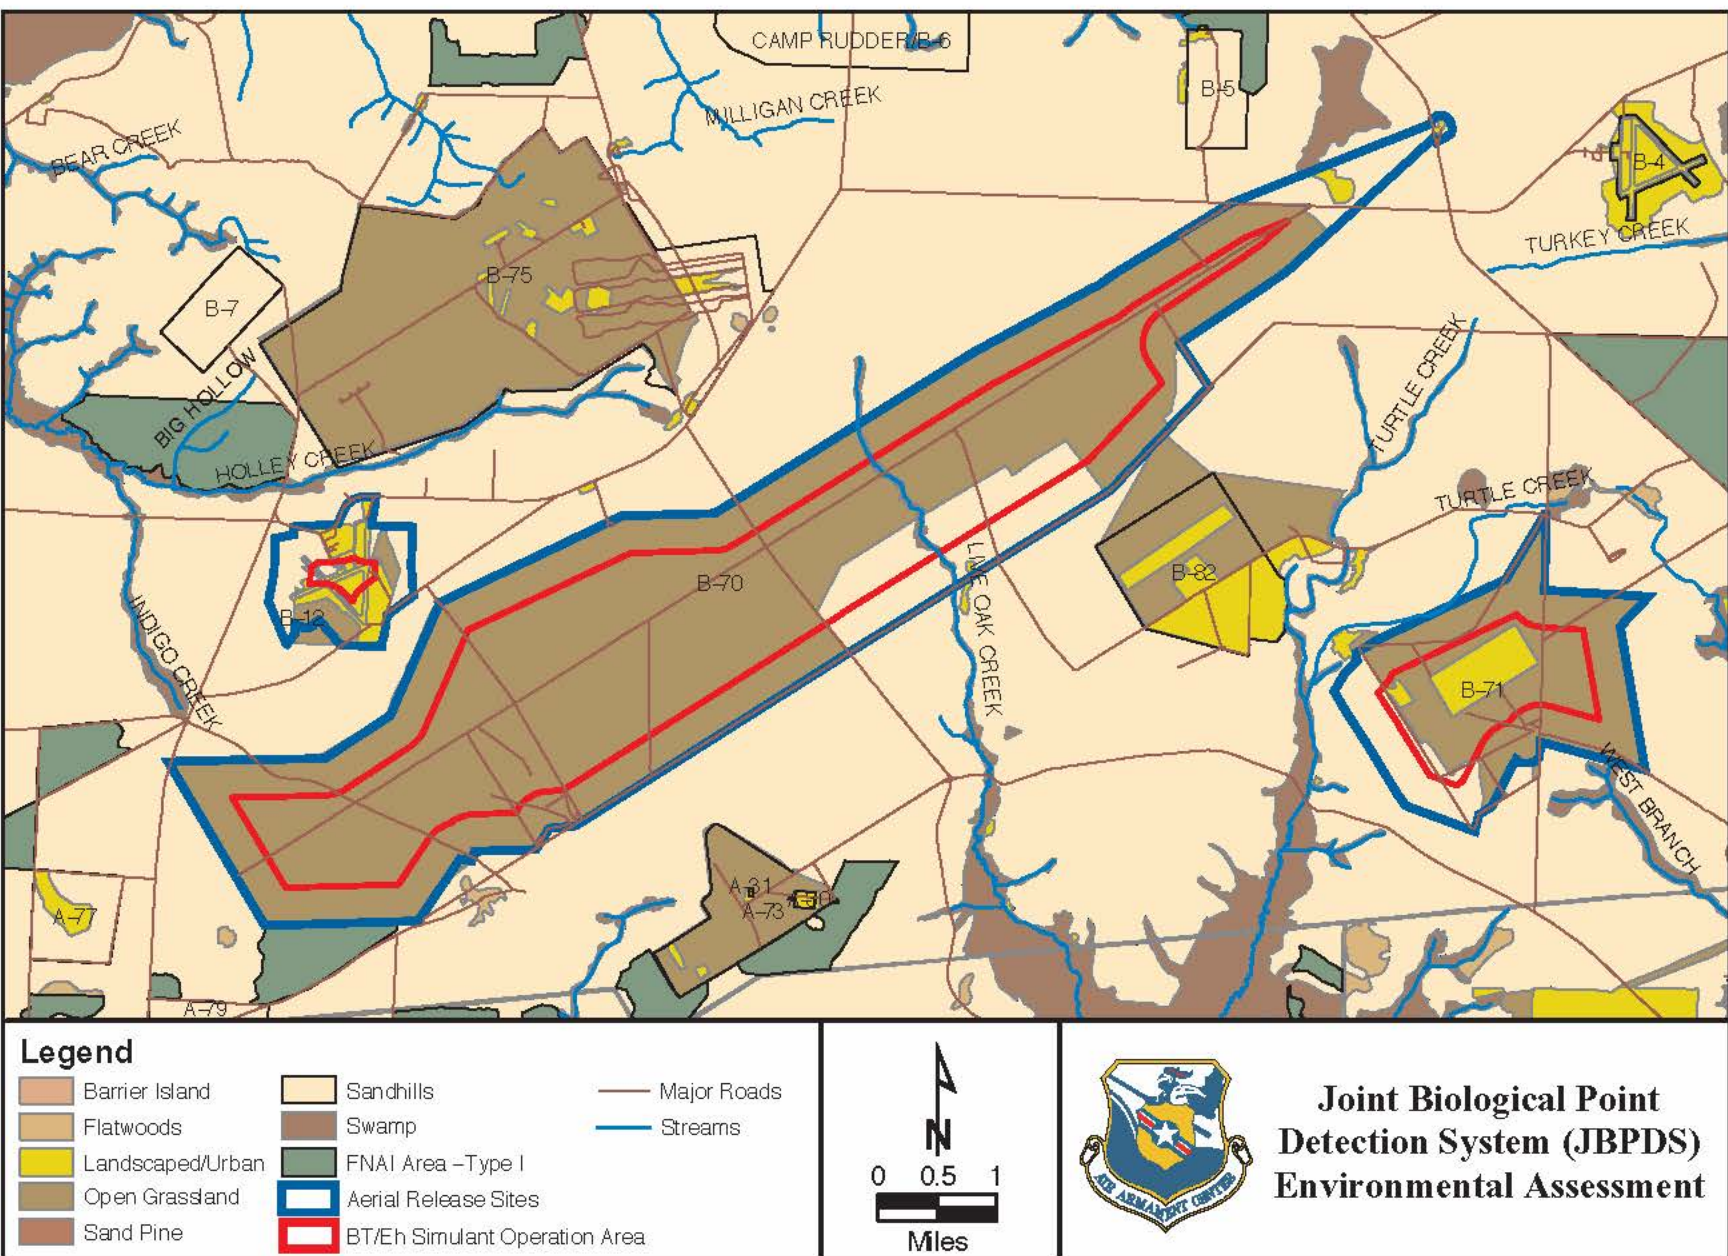 CAMP RUDDER/B-6
B-5
MILLIGAN CREEK
BEAR CREEK
B-4
TURKEY CREEK
B-75
B-7
TURTLE CREEK
BIG HOLLOW
HOLLEY CREEK
TURTLE CREEK
B-70
B-82
LIVE OAK CREEK
B-12
INDIGO CREEK
B-71
WEST BRANCH
A-31
A-73
A-77
A-79
Legend
Barrier Island
Flatwoods
Landscaped/Urban
Open Grassland
Sand Pine
Sandhills
Swamp
FNAI Area –Type I
Aerial Release Sites
BT/Eh Simulant Operation Area
Major Roads
Streams
N
0 0.5 1
Miles
AIR ARMAMENT CENTER
Joint Biological Point
Detection System (JBPDS)
Environmental Assessment